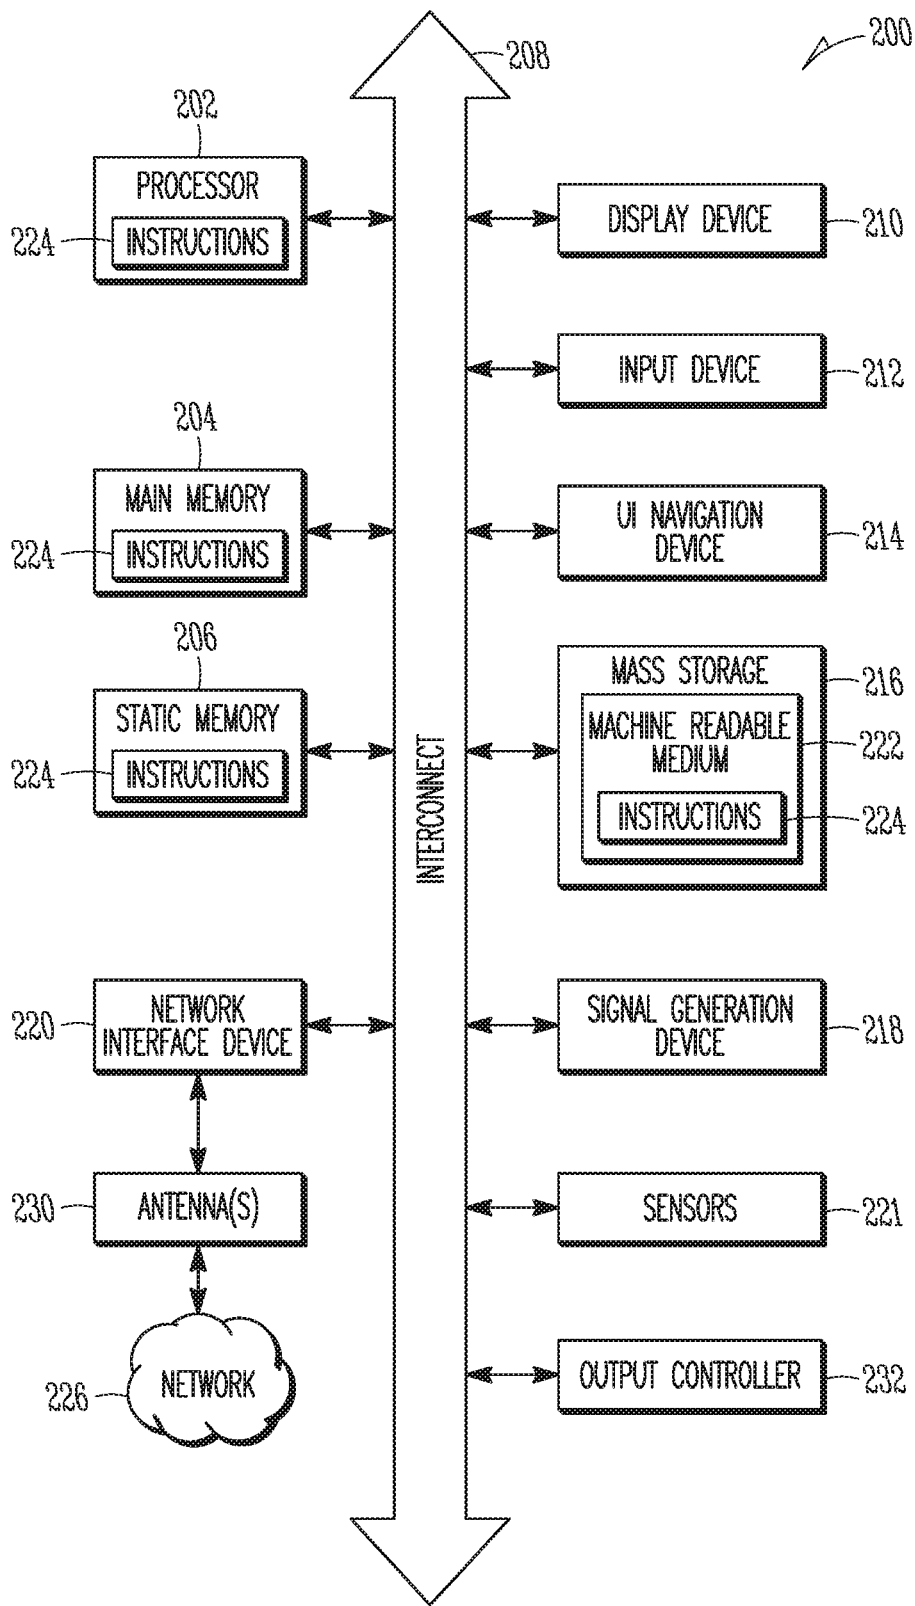 200
208
202
PROCESSOR
224
INSTRUCTIONS
204
MAIN MEMORY
224
INSTRUCTIONS
206
STATIC MEMORY
224
INSTRUCTIONS
220
NETWORK
INTERFACE DEVICE
230
ANTENNA(S)
226
NETWORK
INTERCONNECT
DISPLAY DEVICE
210
INPUT DEVICE
212
UI NAVIGATION
DEVICE
214
MASS STORAGE
216
MACHINE READABLE
MEDIUM
222
INSTRUCTIONS
224
SIGNAL GENERATION
DEVICE
218
SENSORS
221
OUTPUT CONTROLLER
232